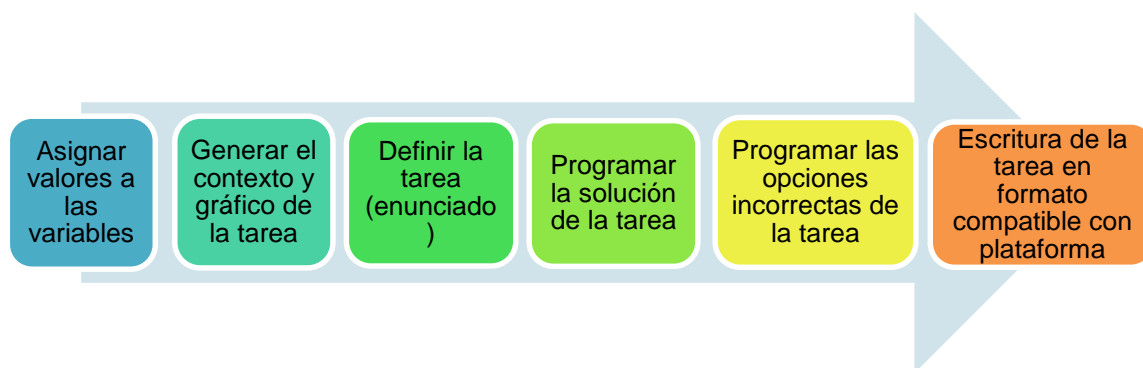 Asignar
valores a
las
variables
Generar el
contexto y
gráfico de
la tarea
Definir la
tarea
(enunciado
)
Programar
la solución
de la tarea
Programar las
opciones
incorrectas de
la tarea
Escritura de la
tarea en
formato
compatible con
plataforma